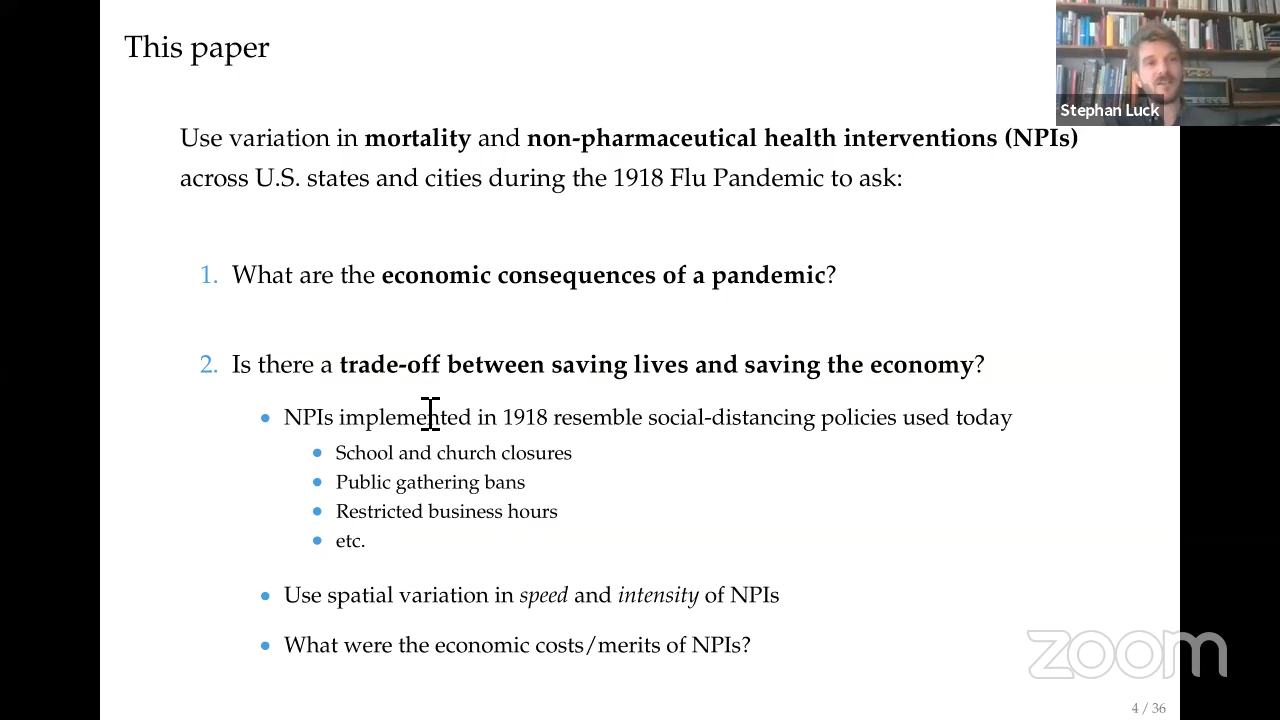 This paper
Stephan Luck
Use variation in mortality and non-pharmaceutical health interventions (NPIs)
across U.S. states and cities during the 1918 Flu Pandemic to ask:
1. What are the economic consequences of a pandemic?
2. Is there a trade-off between saving lives and saving the economy?
• NPIs implemented in 1918 resemble social-distancing policies used today
• School and church closures
• Public gathering bans
• Restricted business hours
• etc.
• Use spatial variation in speed and intensity of NPIs
• What were the economic costs/merits of NPIs?
zoom
4 / 36